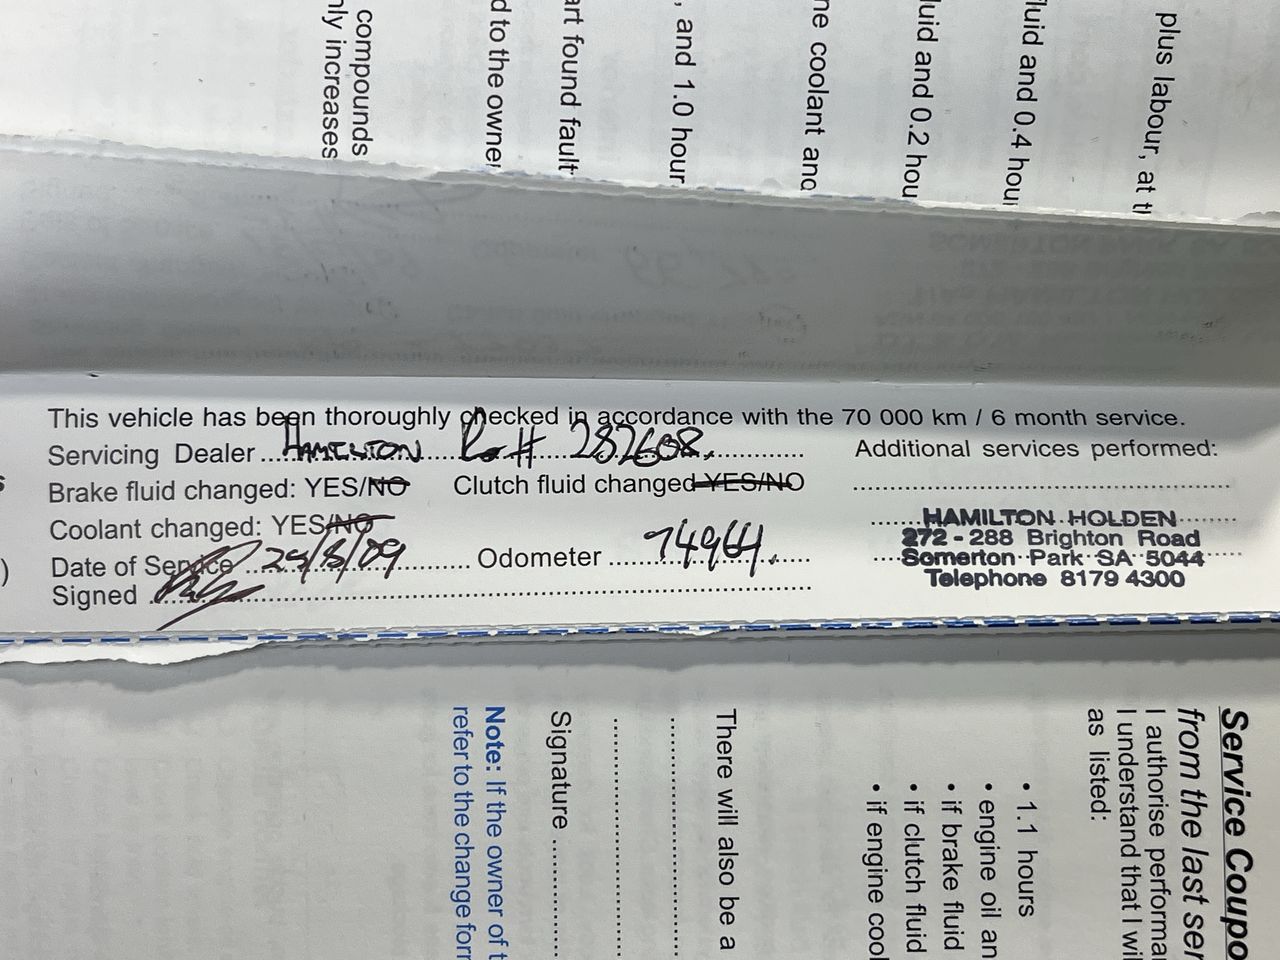 compounds
nly increases
d to the owner
art found fault
, and 1.0 hour
ne coolant and
luid and 0.2 hou
luid and 0.4 hou
plus labour, at t
This vehicle has been thoroughly checked in accordance with the 70 000 km / 6 month service.
Servicing Dealer HAMILTON Ro# 282608.
Additional services performed:
Brake fluid changed: YES/NO Clutch fluid changed YES/NO
Coolant changed: YES/NO
Date of Service 29/8/09 Odometer 74964.
Signed
HAMILTON HOLDEN
272 - 288 Brighton Road
Somerton Park SA 5044
Telephone 8179 4300
Service Coupo
from the last ser
I authorise performa
I understand that I wil
as listed:
• 1.1 hours
• engine oil an
• if brake fluid
• if clutch fluid
• if engine cool
There will also be a
Signature
Note: If the owner of t
refer to the change for